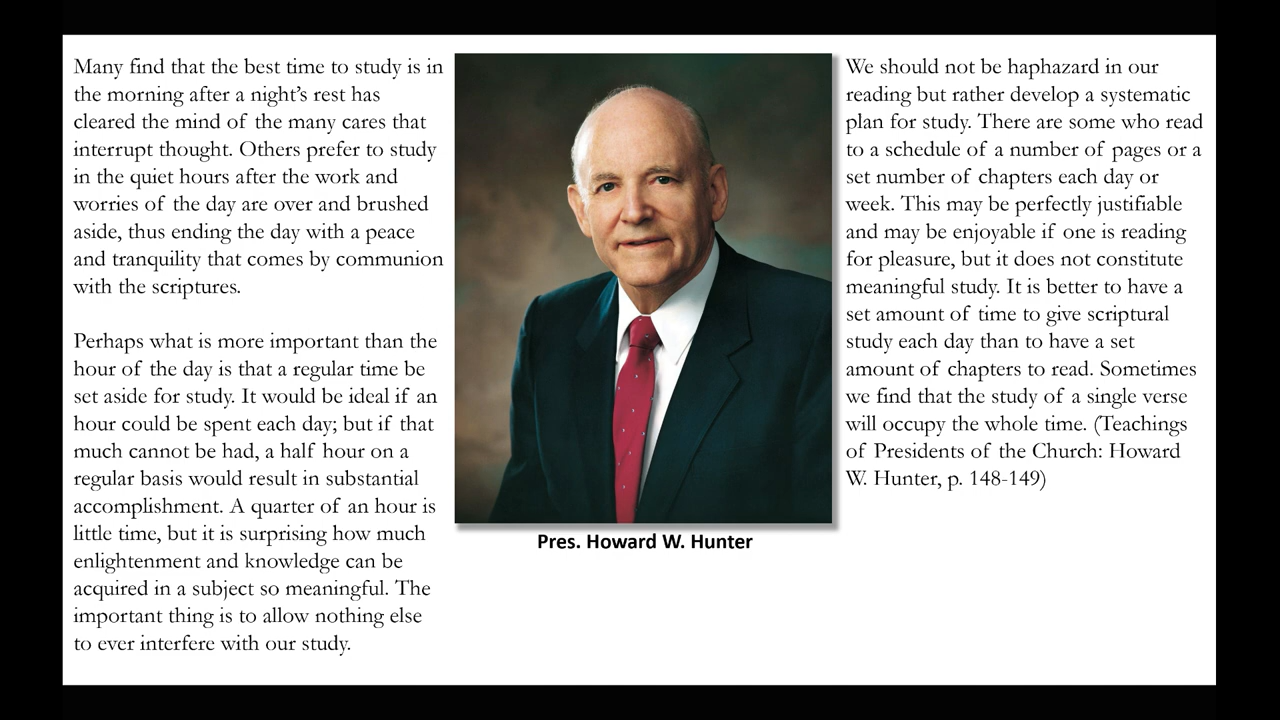 Many find that the best time to study is in
the morning after a night's rest has
cleared the mind of the many cares that
interrupt thought. Others prefer to study
in the quiet hours after the work and
worries of the day are over and brushed
aside, thus ending the day with a peace
and tranquility that comes by communion
with the scriptures.
Perhaps what is more important than the
hour of the day is that a regular time be
set aside for study. It would be ideal if an
hour could be spent each day; but if that
much cannot be had, a half hour on a
regular basis would result in substantial
accomplishment. A quarter of an hour is
little time, but it is surprising how much
enlightenment and knowledge can be
acquired in a subject so meaningful. The
important thing is to allow nothing else
to ever interfere with our study.
Pres. Howard W. Hunter
We should not be haphazard in our
reading but rather develop a systematic
plan for study. There are some who read
to a schedule of a number of pages or a
set number of chapters each day or
week. This may be perfectly justifiable
and may be enjoyable if one is reading
for pleasure, but it does not constitute
meaningful study. It is better to have a
set amount of time to give scriptural
study each day than to have a set
amount of chapters to read. Sometimes
we find that the study of a single verse
will occupy the whole time. (Teachings
of Presidents of the Church: Howard
W. Hunter, p. 148-149)